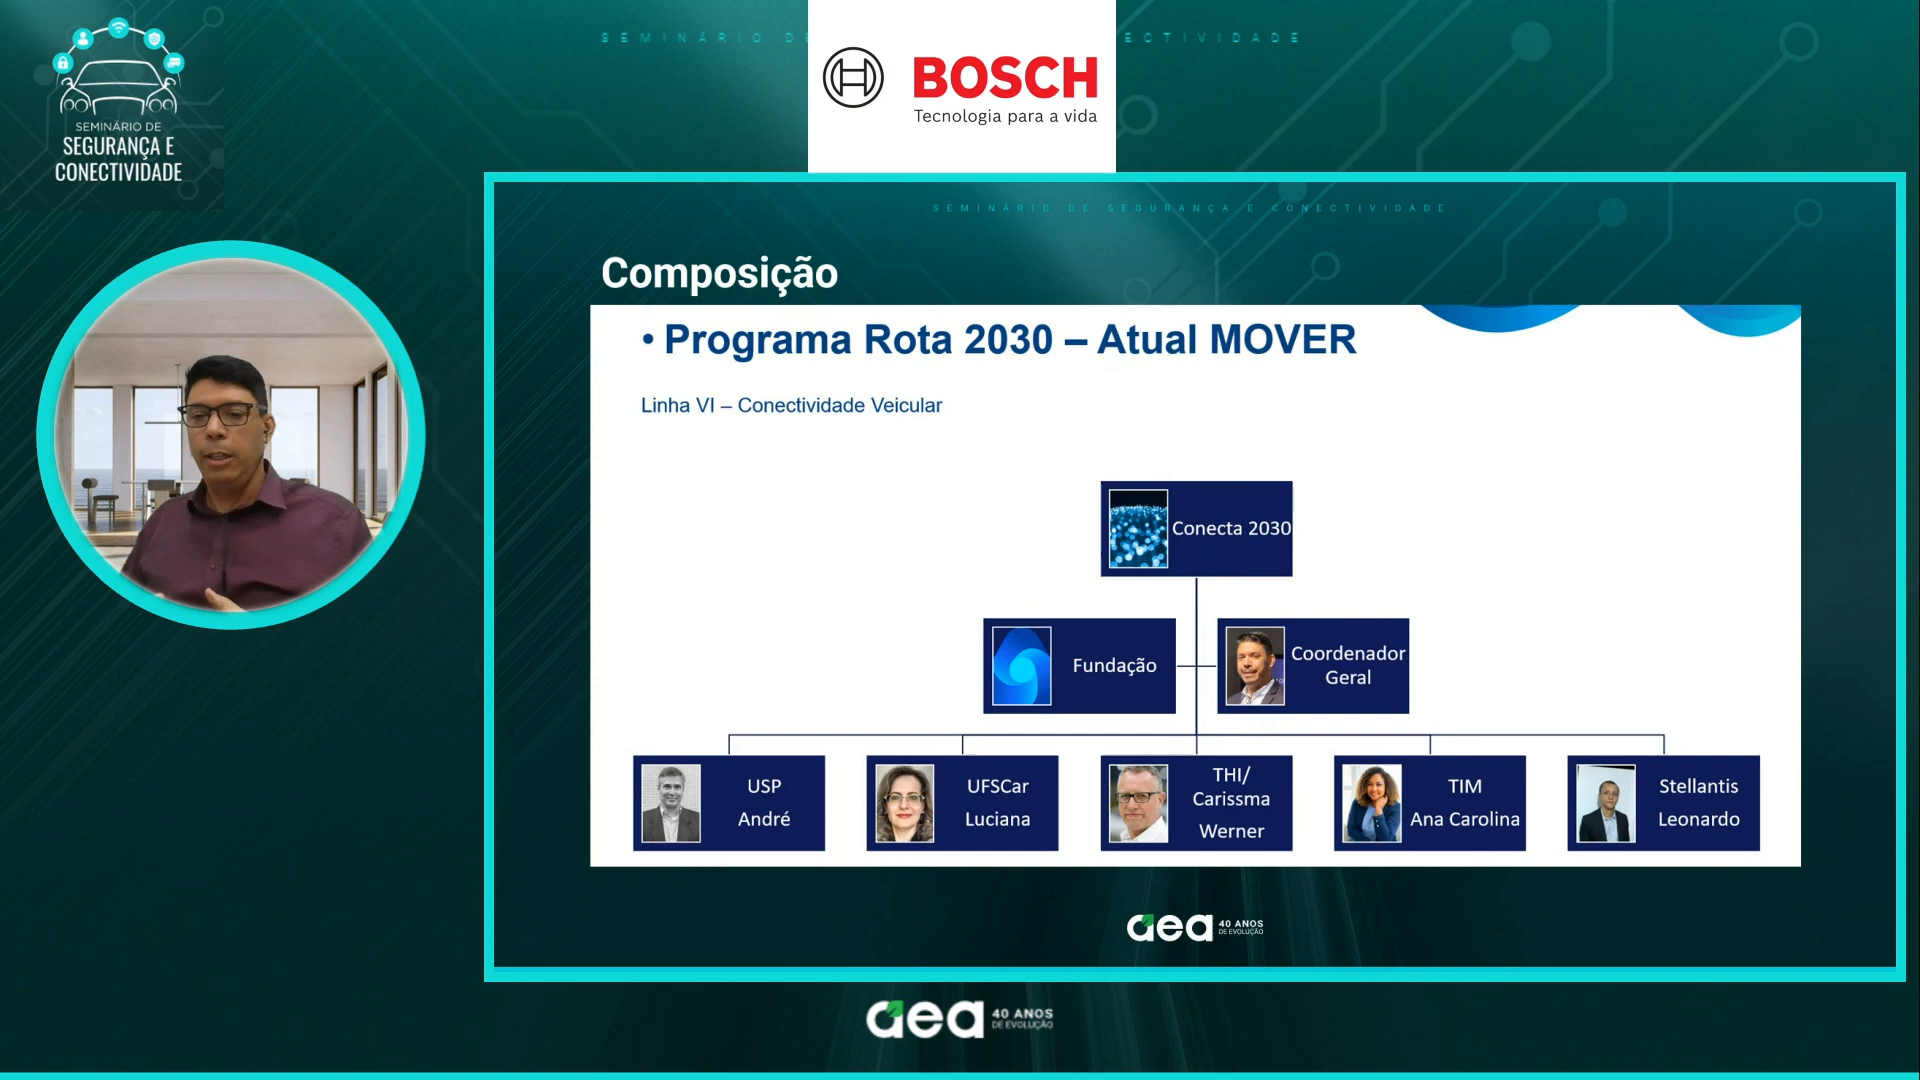 SEMINÁRIO DE
SEGURANÇA E
CONECTIVIDADE
BOSCH
Tecnologia para a vida
SEMINÁRIO DE SEGURANÇA E CONECTIVIDADE
Composição
• Programa Rota 2030 – Atual MOVER
Linha VI – Conectividade Veicular
Conecta 2030
Fundação
Coordenador
Geral
USP
André
UFSCar
Luciana
THI/
Carissma
Werner
TIM
Ana Carolina
Stellantis
Leonardo
aea 40 ANOS
DE EVOLUÇÃO
aea 40 ANOS
DE EVOLUÇÃO